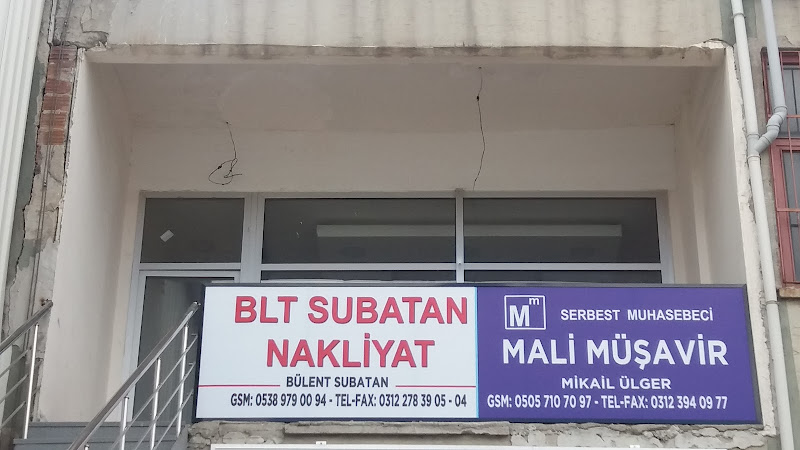 BLT SUBATAN
NAKLİYAT
BÜLENT SUBATAN
GSM: 0538 979 00 94 - TEL-FAX: 0312 278 39 05 - 04
Mm
SERBEST MUHASEBECİ
MALİ MÜŞAVİR
MİKAİL ÜLGER
GSM: 0505 710 70 97 - TEL-FAX: 0312 394 09 77